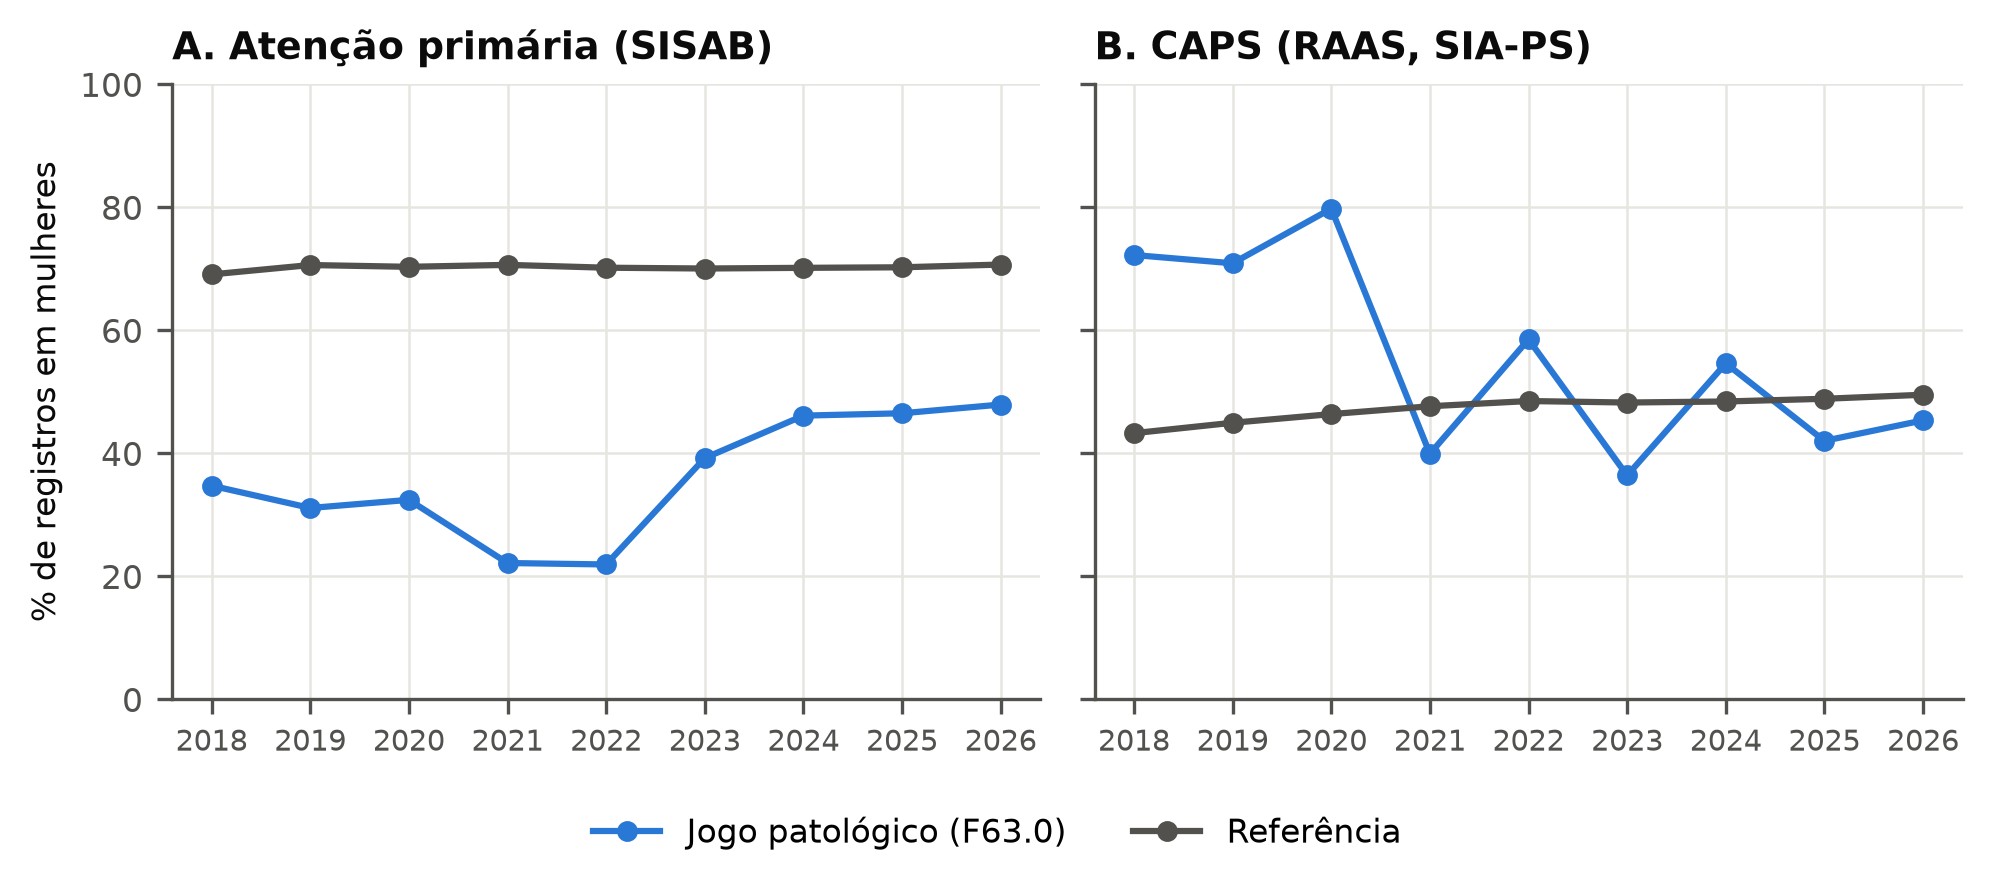 A. Atenção primária (SISAB)
B. CAPS (RAAS, SIA-PS)
% de registros em mulheres
100
80
60
40
20
0
2018 2019 2020 2021 2022 2023 2024 2025 2026
2018 2019 2020 2021 2022 2023 2024 2025 2026
Jogo patológico (F63.0) Referência